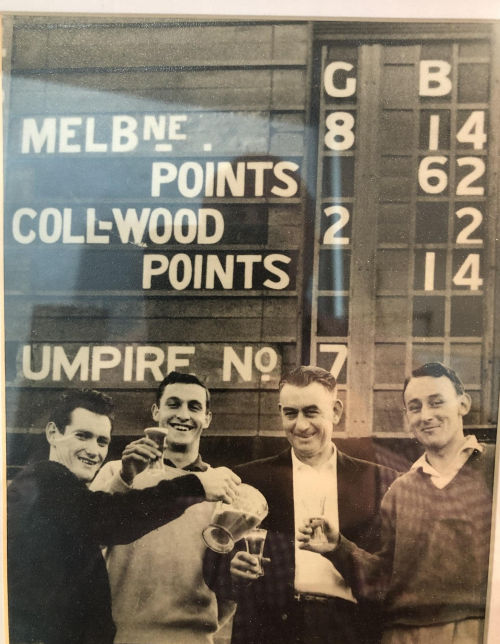 G B
MELBNE. 8 14
POINTS 62
COLL-WOOD 2 2
POINTS 14
UMPIRE No 7